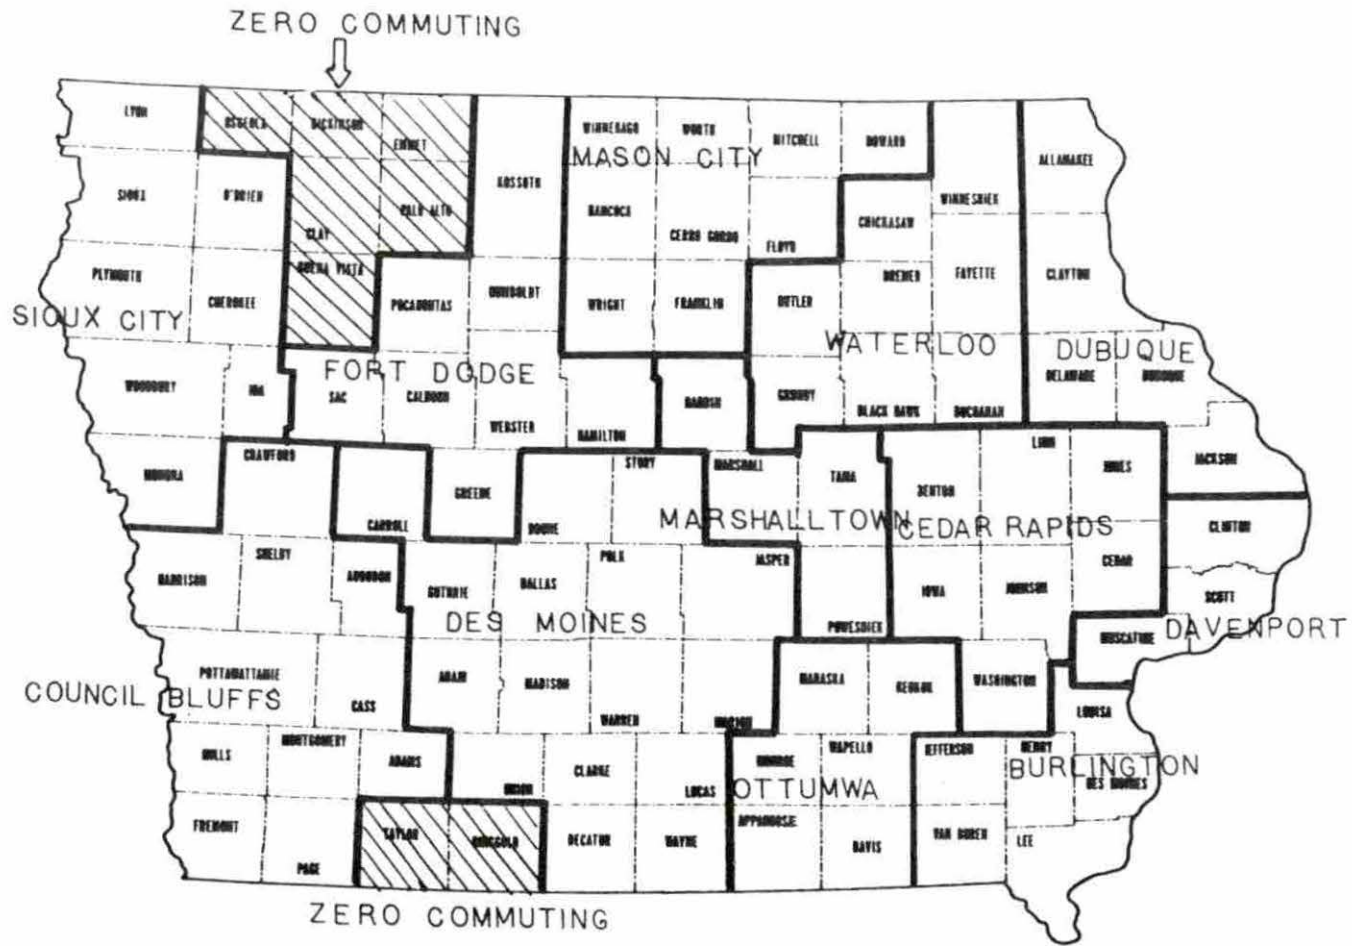 ZERO COMMUTING
LYON
OSCEOLA
DICKINSON
EMMET
WINNEBAGO
WORTH
MITCHELL
HOWARD
MASON CITY
ALLAMAKEE
SIOUX
O'BRIEN
KOSSUTH
PALO ALTO
CLAY
HANCOCK
CERRO GORDO
FLOYD
CHICKASAW
WINNESHIEK
PLYMOUTH
CHEROKEE
BUENA VISTA
POCAHONTAS
HUMBOLDT
WRIGHT
FRANKLIN
BUTLER
BREMER
FAYETTE
CLAYTON
SIOUX CITY
FORT DODGE
WATERLOO
DUBUQUE
WOODBURY
IDA
SAC
CALHOUN
WEBSTER
HAMILTON
HARDIN
GRUNDY
BLACK HAWK
BUCHANAN
DELAWARE
DUBUQUE
MONONA
CRAWFORD
CARROLL
GREENE
BOONE
STORY
MARSHALL
TAMA
BENTON
LINN
JONES
JACKSON
MARSHALLTOWN
CEDAR RAPIDS
CLINTON
HARRISON
SHELBY
AUDUBON
GUTHRIE
DALLAS
POLK
JASPER
POWESHIEK
IOWA
JOHNSON
CEDAR
SCOTT
DES MOINES
MUSCATINE
DAVENPORT
POTTAWATTAMIE
CASS
ADAIR
MADISON
WARREN
MARION
MAHASKA
KEOKUK
WASHINGTON
LOUISA
COUNCIL BLUFFS
MILLS
MONTGOMERY
ADAMS
UNION
CLARKE
LUCAS
MONROE
WAPELLO
JEFFERSON
HENRY
DES MOINES
OTTUMWA
BURLINGTON
FREMONT
PAGE
TAYLOR
RINGGOLD
DECATUR
WAYNE
APPANOOSE
DAVIS
VAN BUREN
LEE
ZERO COMMUTING